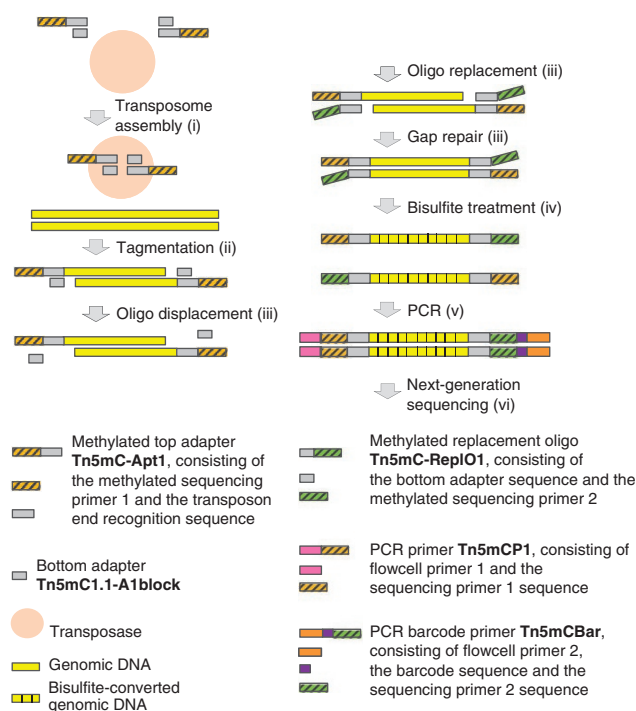 Transposome
assembly (i)
Tagmentation (ii)
Oligo displacement (iii)
Oligo replacement (iii)
Gap repair (iii)
Bisulfite treatment (iv)
PCR (v)
Next-generation
sequencing (vi)
Methylated top adapter
Tn5mC-Apt1, consisting of
the methylated sequencing
primer 1 and the transposon
end recognition sequence
Bottom adapter
Tn5mC1.1-A1block
Transposase
Genomic DNA
Bisulfite-converted
genomic DNA
Methylated replacement oligo
Tn5mC-ReplO1, consisting of
the bottom adapter sequence and the
methylated sequencing primer 2
PCR primer Tn5mCP1, consisting of
flowcell primer 1 and the
sequencing primer 1 sequence
PCR barcode primer Tn5mCBar,
consisting of flowcell primer 2,
the barcode sequence and the
sequencing primer 2 sequence